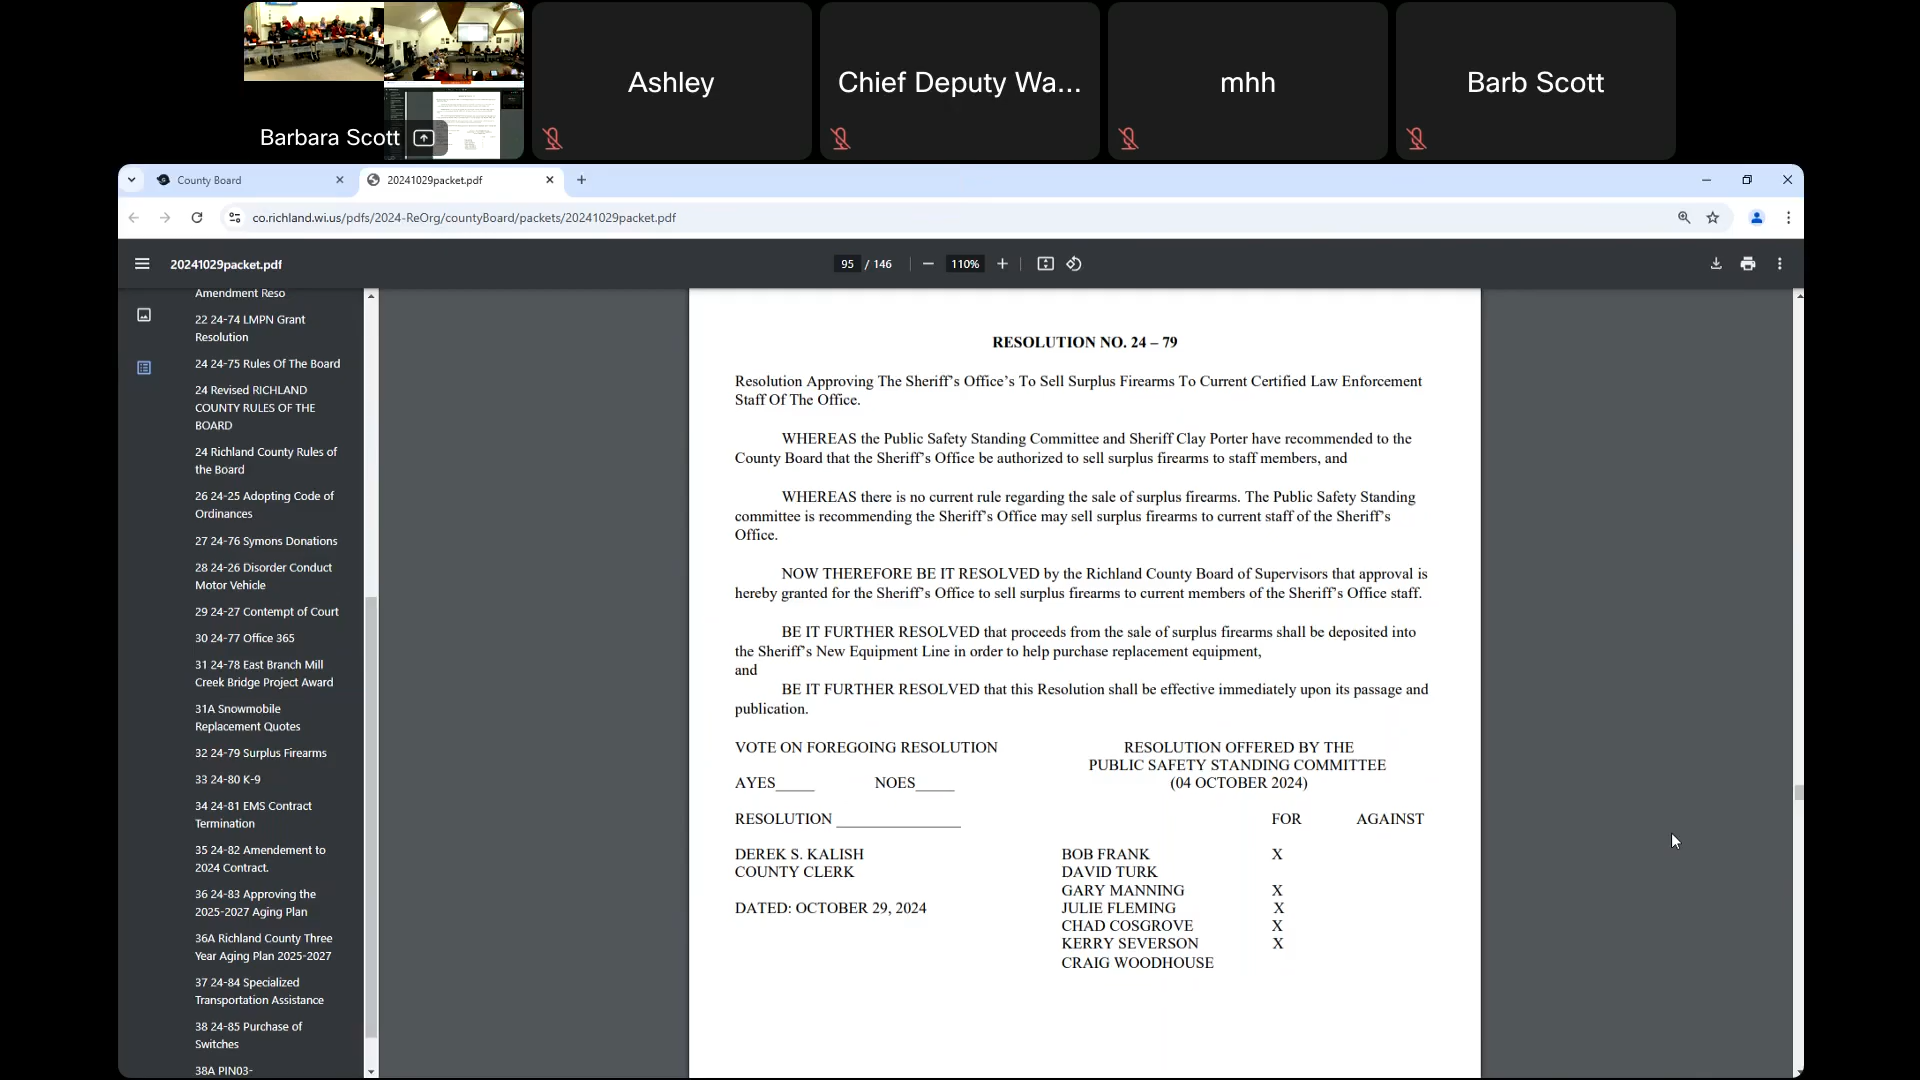 Barbara Scott
Ashley
Chief Deputy Wa...
mhh
Barb Scott
County Board
20241029packet.pdf
co.richland.wi.us/pdfs/2024-ReOrg/countyBoard/packets/20241029packet.pdf
20241029packet.pdf
95 / 146
110%
Amendment Reso
22 24-74 LMPN Grant
Resolution
24 24-75 Rules Of The Board
24 Revised RICHLAND
COUNTY RULES OF THE
BOARD
24 Richland County Rules of
the Board
26 24-25 Adopting Code of
Ordinances
27 24-76 Symons Donations
28 24-26 Disorder Conduct
Motor Vehicle
29 24-27 Contempt of Court
30 24-77 Office 365
31 24-78 East Branch Mill
Creek Bridge Project Award
31A Snowmobile
Replacement Quotes
32 24-79 Surplus Firearms
33 24-80 K-9
34 24-81 EMS Contract
Termination
35 24-82 Amendement to
2024 Contract.
36 24-83 Approving the
2025-2027 Aging Plan
36A Richland County Three
Year Aging Plan 2025-2027
37 24-84 Specialized
Transportation Assistance
38 24-85 Purchase of
Switches
38A PIN03-
RESOLUTION NO. 24 – 79
Resolution Approving The Sheriff's Office's To Sell Surplus Firearms To Current Certified Law Enforcement
Staff Of The Office.
WHEREAS the Public Safety Standing Committee and Sheriff Clay Porter have recommended to the
County Board that the Sheriff's Office be authorized to sell surplus firearms to staff members, and
WHEREAS there is no current rule regarding the sale of surplus firearms. The Public Safety Standing
committee is recommending the Sheriff's Office may sell surplus firearms to current staff of the Sheriff's
Office.
NOW THEREFORE BE IT RESOLVED by the Richland County Board of Supervisors that approval is
hereby granted for the Sheriff's Office to sell surplus firearms to current members of the Sheriff's Office staff.
BE IT FURTHER RESOLVED that proceeds from the sale of surplus firearms shall be deposited into
the Sheriff's New Equipment Line in order to help purchase replacement equipment,
and
BE IT FURTHER RESOLVED that this Resolution shall be effective immediately upon its passage and
publication.
VOTE ON FOREGOING RESOLUTION
AYES_____ NOES_____
RESOLUTION ________________
DEREK S. KALISH
COUNTY CLERK
DATED: OCTOBER 29, 2024
RESOLUTION OFFERED BY THE
PUBLIC SAFETY STANDING COMMITTEE
(04 OCTOBER 2024)
FOR AGAINST
BOB FRANK X
DAVID TURK
GARY MANNING X
JULIE FLEMING X
CHAD COSGROVE X
KERRY SEVERSON X
CRAIG WOODHOUSE